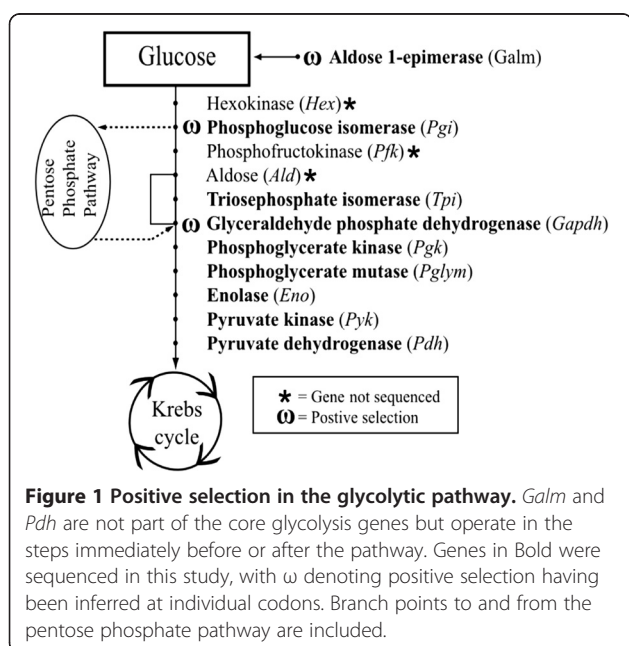 Glucose
ω Aldose 1-epimerase (Galm)
Hexokinase (Hex)*
ω Phosphoglucose isomerase (Pgi)
Phosphofructokinase (Pfk)*
Aldose (Ald)*
Triosephosphate isomerase (Tpi)
ω Glyceraldehyde phosphate dehydrogenase (Gapdh)
Phosphoglycerate kinase (Pgk)
Phosphoglycerate mutase (Pglym)
Enolase (Eno)
Pyruvate kinase (Pyk)
Pyruvate dehydrogenase (Pdh)
Pentose
Phosphate
Pathway
Krebs
cycle
* = Gene not sequenced
ω = Postive selection
Figure 1 Positive selection in the glycolytic pathway. Galm and
Pdh are not part of the core glycolysis genes but operate in the
steps immediately before or after the pathway. Genes in Bold were
sequenced in this study, with ω denoting positive selection having
been inferred at individual codons. Branch points to and from the
pentose phosphate pathway are included.